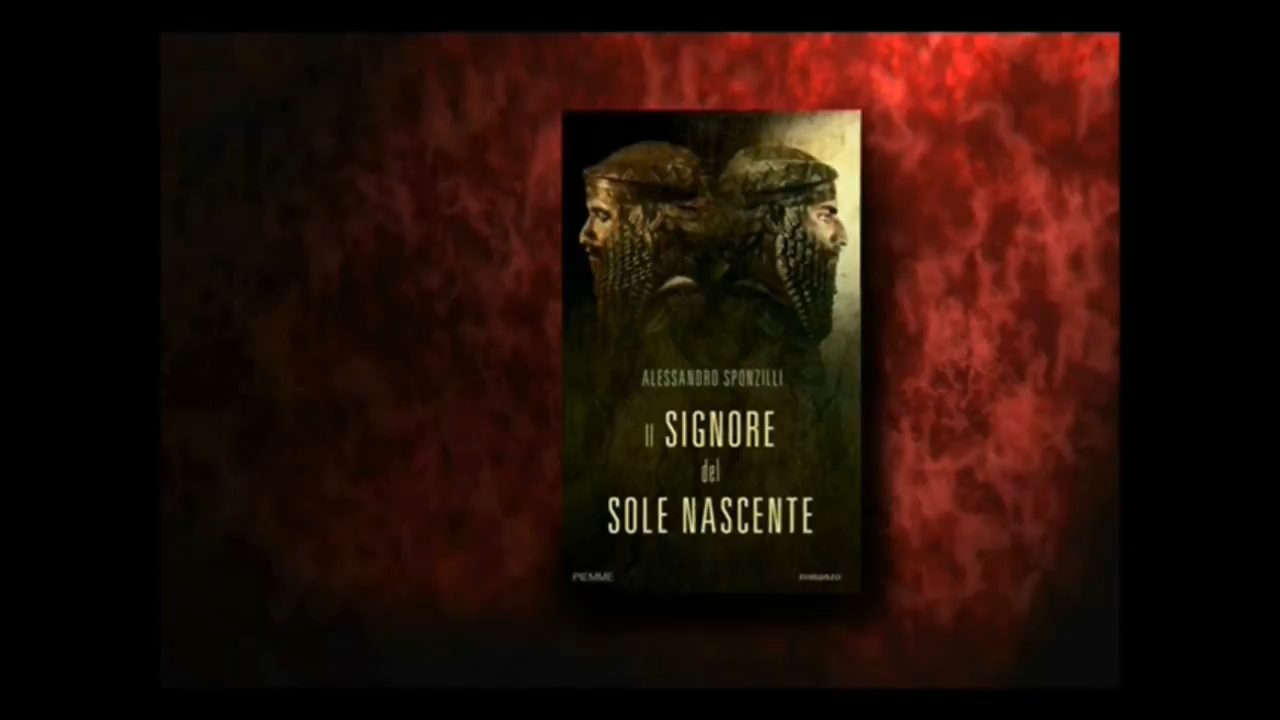 ALESSANDRO SPONZILLI
Il SIGNORE
del
SOLE NASCENTE
PIEMME
romanzo